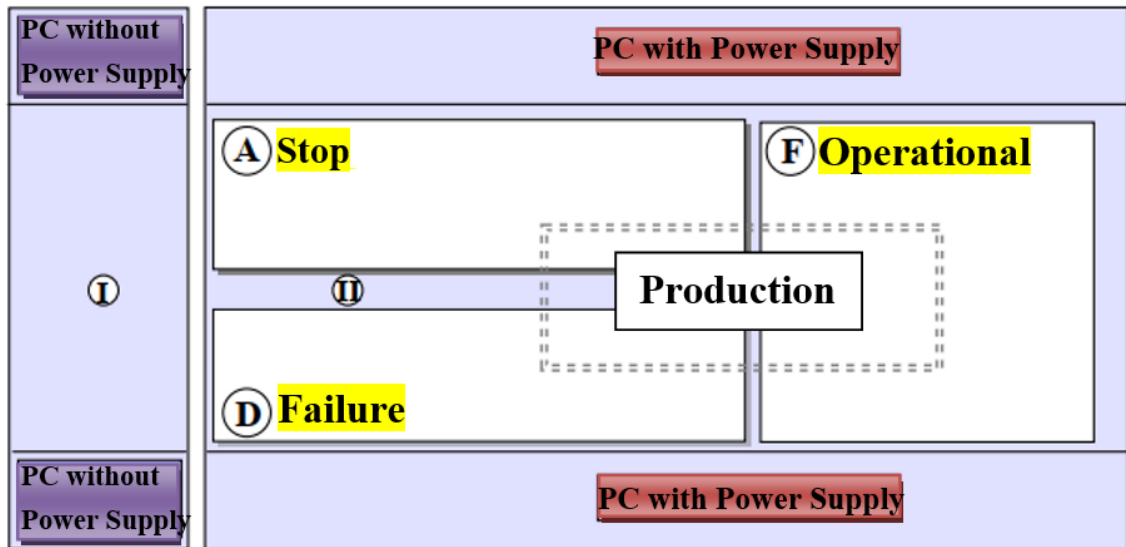 PC without
Power Supply
PC with Power Supply
A Stop
F Operational
I
II
Production
D Failure
PC without
Power Supply
PC with Power Supply